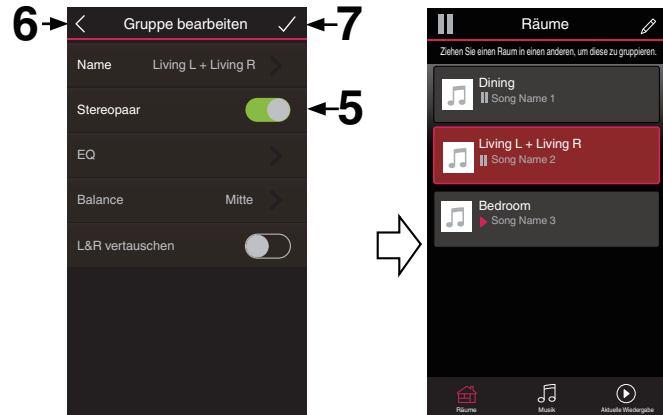 6
Gruppe bearbeiten
7
Name Living L + Living R
Stereopaar
5
EQ
Balance Mitte
L&R vertauschen
Räume
Ziehen Sie einen Raum in einen anderen, um diese zu gruppieren.
Dining
Song Name 1
Living L + Living R
Song Name 2
Bedroom
Song Name 3
Räume Musik Aktuelle Wiedergabe